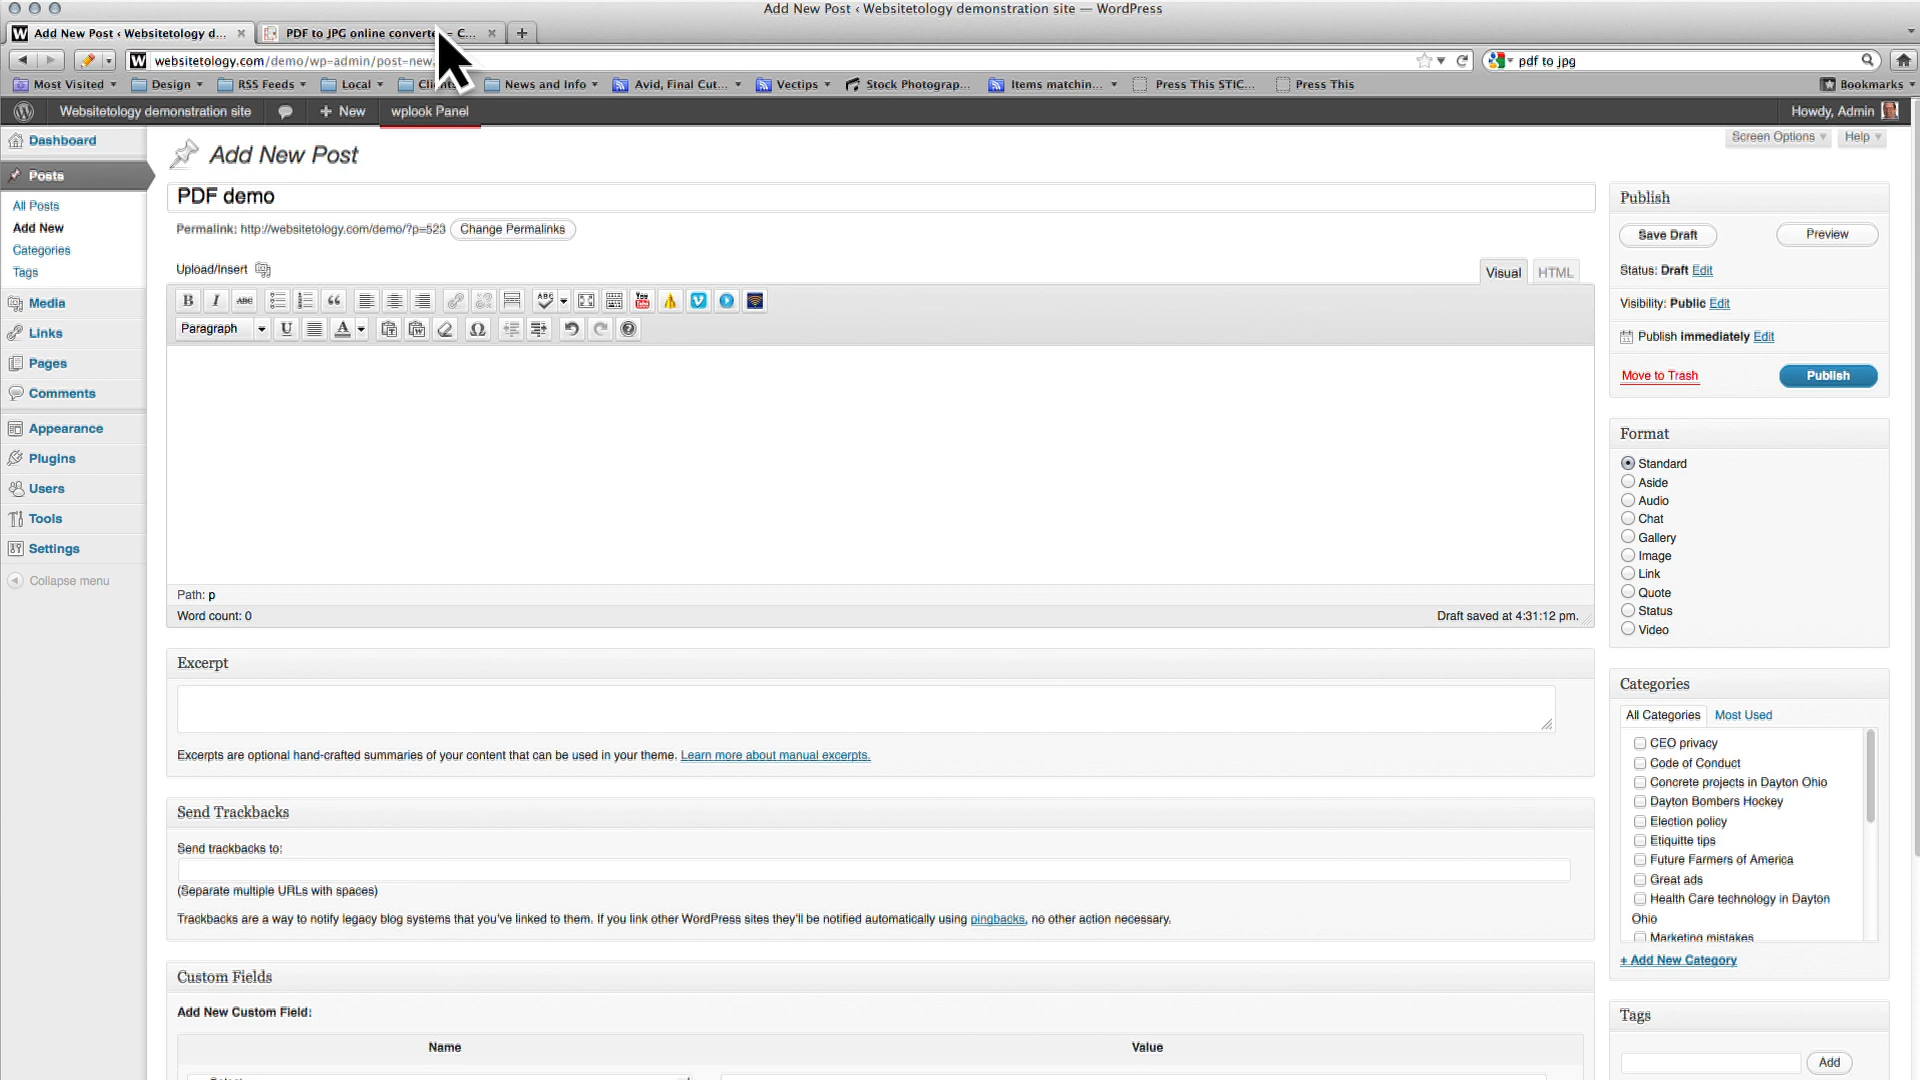 Add New Post ‹ Websitetology demonstration site — WordPress
Add New Post ‹ Websitetology d...
PDF to JPG online converte
C...
websitetology.com/demo/wp-admin/post-new.
pdf to jpg
Most Visited
Design
RSS Feeds
Local
News and Info
Avid, Final Cut...
Vectips
Stock Photograp...
Items matchin...
Press This STIC...
Press This
Bookmarks
Websitetology demonstration site
+ New
wplook Panel
Howdy, Admin
Dashboard
Posts
All Posts
Add New
Categories
Tags
Media
Links
Pages
Comments
Appearance
Plugins
Users
Tools
Settings
Collapse menu
Screen Options
Help
Add New Post
PDF demo
Permalink: http://websitetology.com/demo/?p=523
Change Permalinks
Upload/Insert
Visual
HTML
B
I
ABC
ABC
You
Tube
Paragraph
U
A
Ω
Path: p
Word count: 0
Draft saved at 4:31:12 pm.
Excerpt
Excerpts are optional hand-crafted summaries of your content that can be used in your theme. Learn more about manual excerpts.
Send Trackbacks
Send trackbacks to:
(Separate multiple URLs with spaces)
Trackbacks are a way to notify legacy blog systems that you've linked to them. If you link other WordPress sites they'll be notified automatically using pingbacks, no other action necessary.
Custom Fields
Add New Custom Field:
Name
Value
Publish
Save Draft
Preview
Status: Draft Edit
Visibility: Public Edit
Publish immediately Edit
Move to Trash
Publish
Format
Standard
Aside
Audio
Chat
Gallery
Image
Link
Quote
Status
Video
Categories
All Categories
Most Used
CEO privacy
Code of Conduct
Concrete projects in Dayton Ohio
Dayton Bombers Hockey
Election policy
Etiquitte tips
Future Farmers of America
Great ads
Health Care technology in Dayton
Ohio
Marketing mistakes
+ Add New Category
Tags
Add